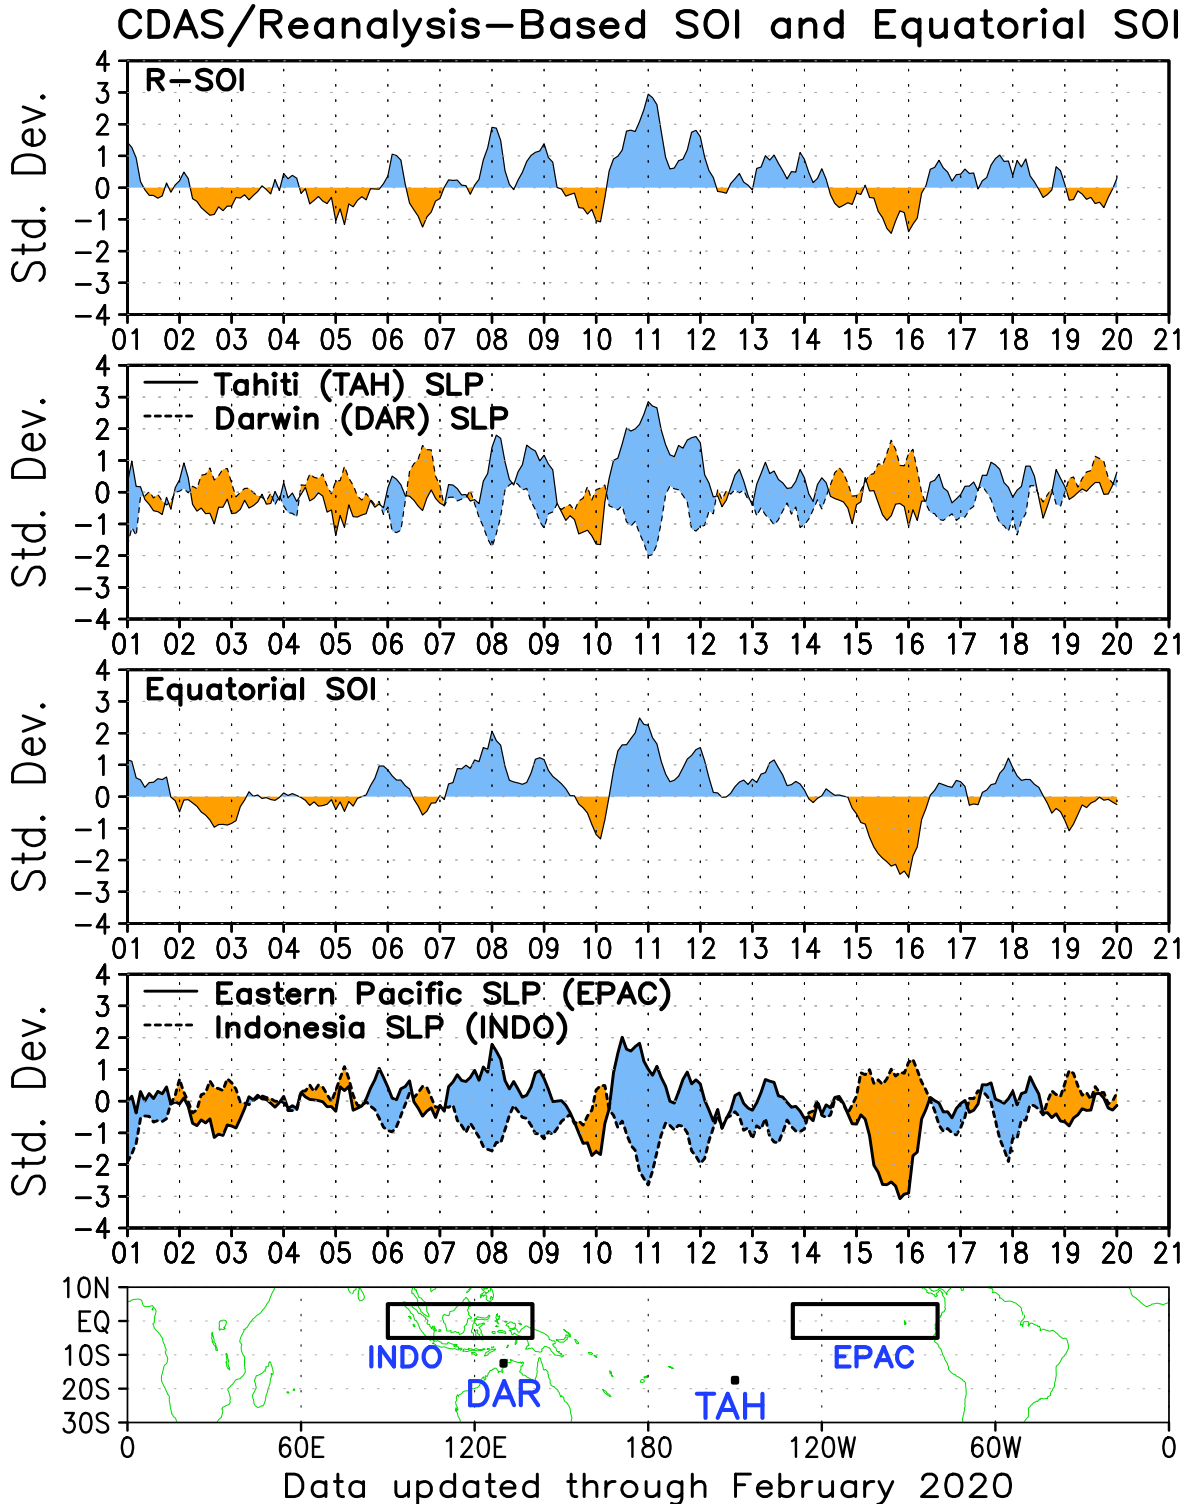 CDAS/Reanalysis-Based SOI and Equatorial SOI
R-SOI
Std. Dev.
4
3
2
1
0
-1
-2
-3
-4
01 02 03 04 05 06 07 08 09 10 11 12 13 14 15 16 17 18 19 20 21
Tahiti (TAH) SLP
Darwin (DAR) SLP
Std. Dev.
4
3
2
1
0
-1
-2
-3
-4
01 02 03 04 05 06 07 08 09 10 11 12 13 14 15 16 17 18 19 20 21
Equatorial SOI
Std. Dev.
4
3
2
1
0
-1
-2
-3
-4
01 02 03 04 05 06 07 08 09 10 11 12 13 14 15 16 17 18 19 20 21
Eastern Pacific SLP (EPAC)
Indonesia SLP (INDO)
Std. Dev.
4
3
2
1
0
-1
-2
-3
-4
01 02 03 04 05 06 07 08 09 10 11 12 13 14 15 16 17 18 19 20 21
10N
EQ
10S
20S
30S
INDO
EPAC
DAR
TAH
0 60E 120E 180 120W 60W 0
Data updated through February 2020